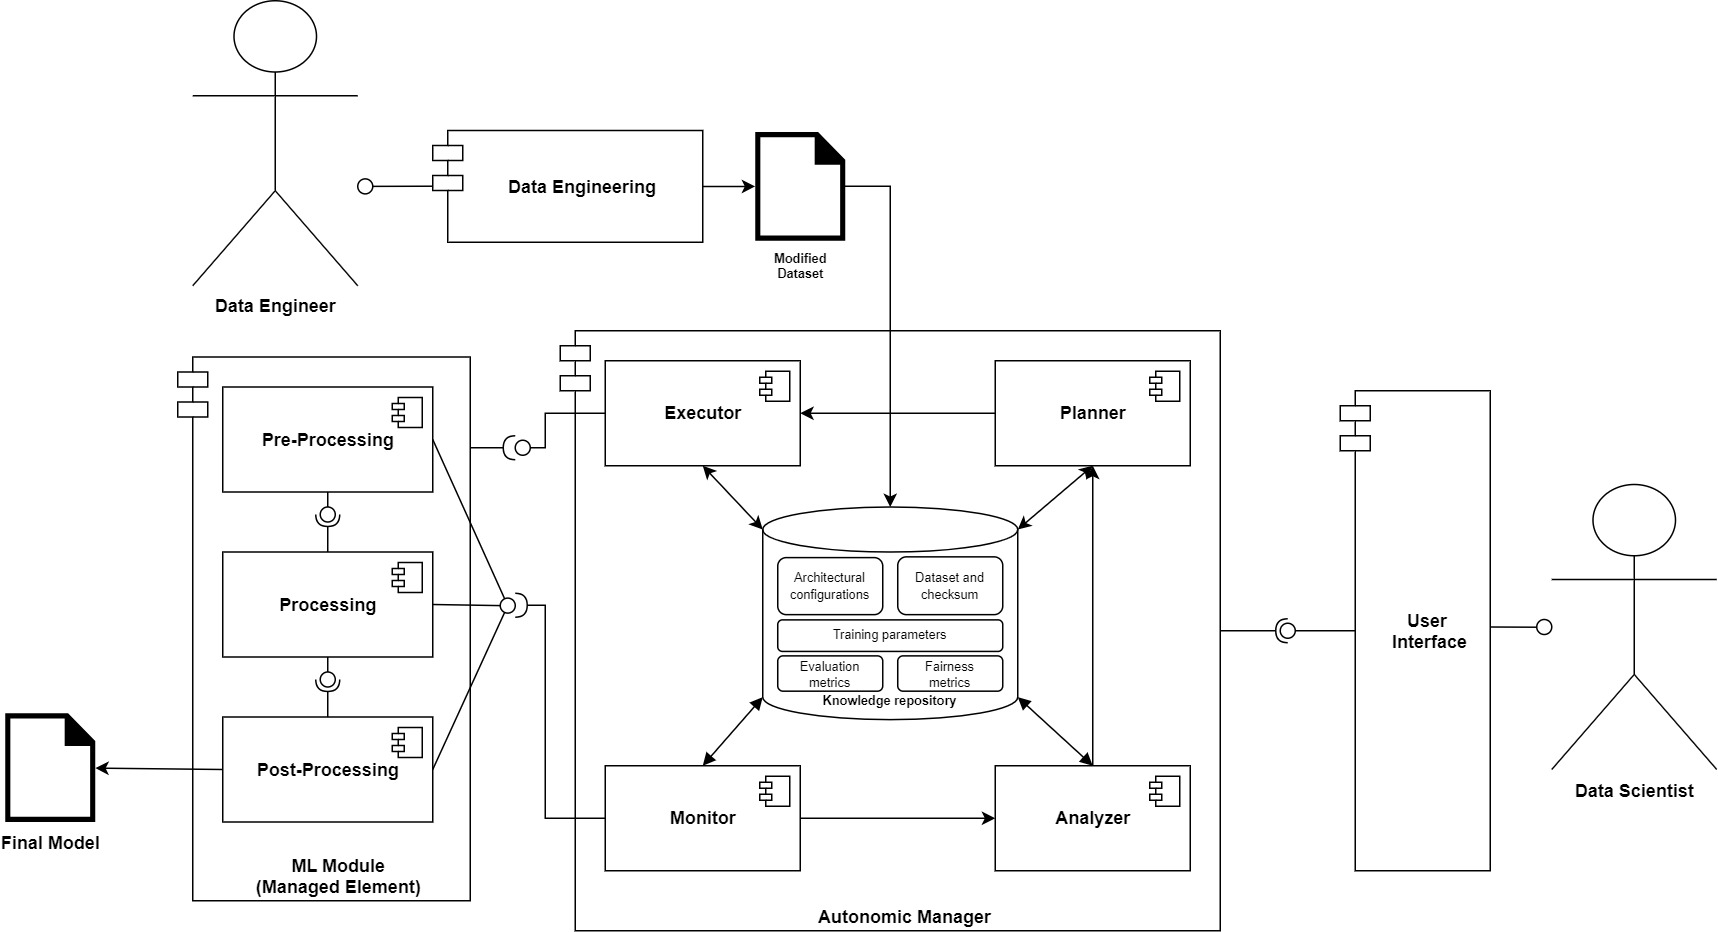 Data Engineering
Modified
Dataset
Data Engineer
Executor
Planner
Pre-Processing
Architectural
configurations
Dataset and
checksum
Processing
Training parameters
User
Interface
Evaluation
metrics
Fairness
metrics
Knowledge repository
Post-Processing
Monitor
Analyzer
Data Scientist
Final Model
ML Module
(Managed Element)
Autonomic Manager